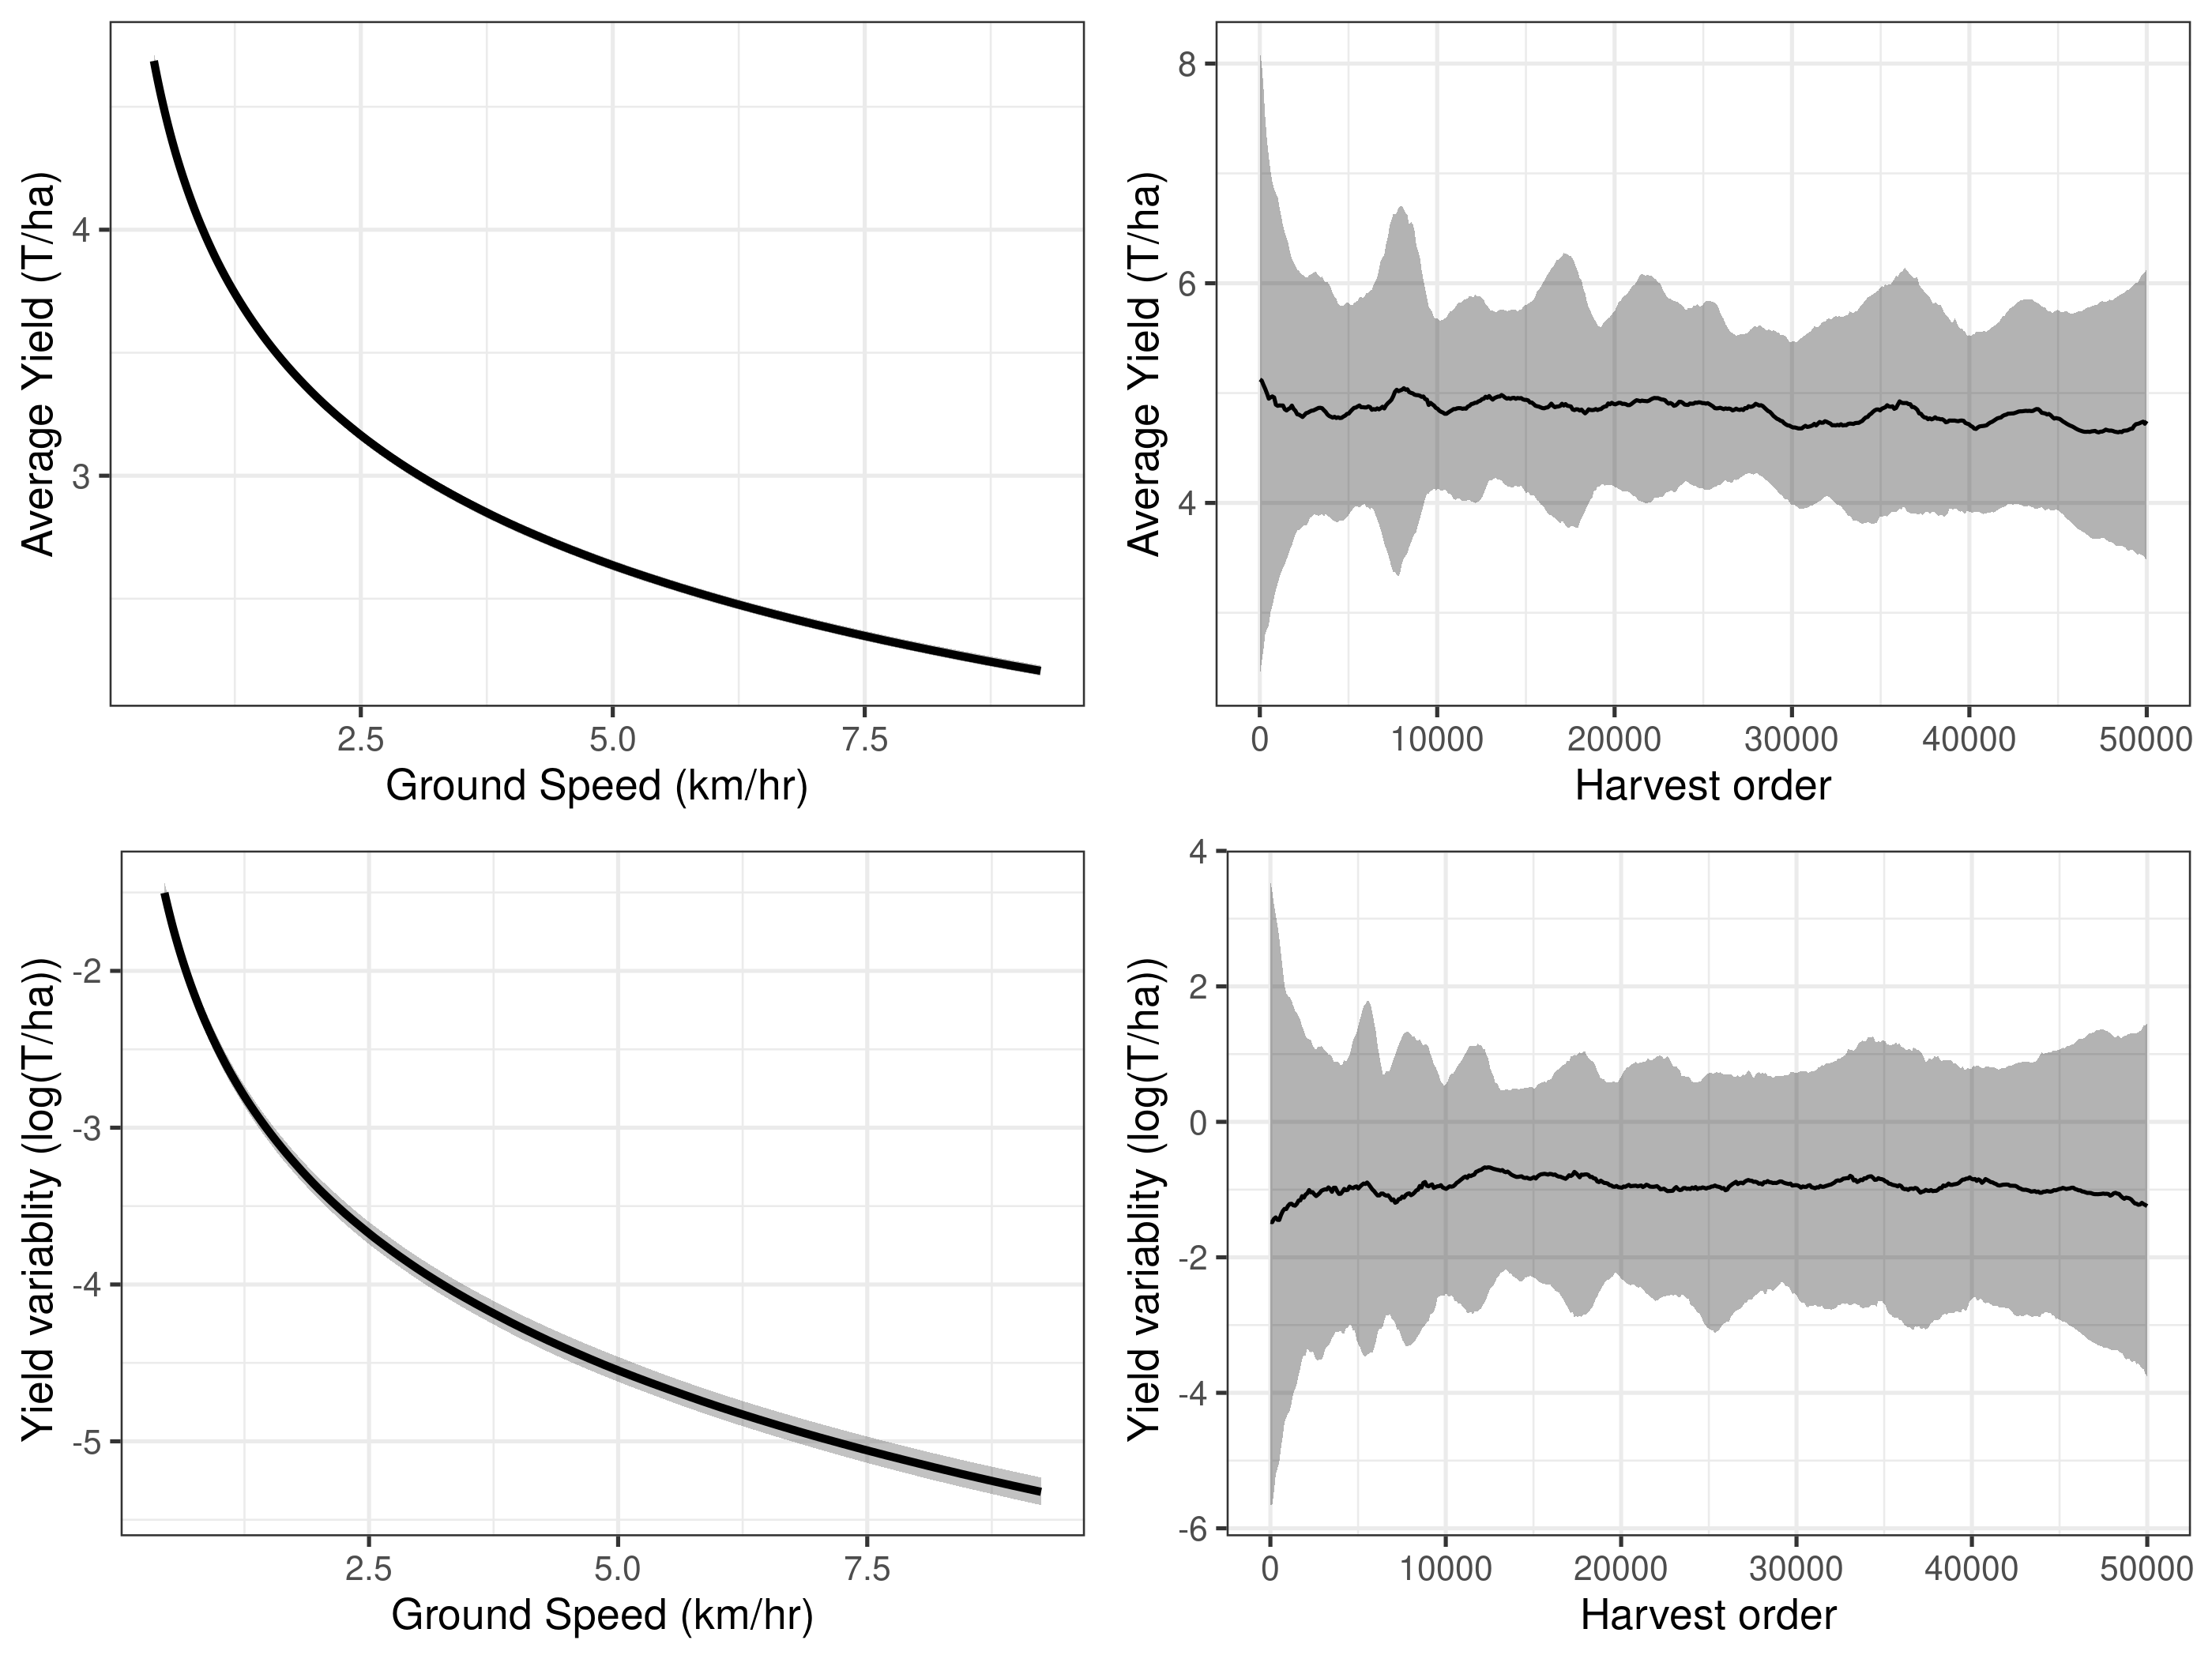 Average Yield (T/ha)
4
3
2.5 5.0 7.5
Ground Speed (km/hr)
Average Yield (T/ha)
8
6
4
0 10000 20000 30000 40000 50000
Harvest order
Yield variablity (log(T/ha))
-2
-3
-4
-5
2.5 5.0 7.5
Ground Speed (km/hr)
Yield variablity (log(T/ha))
4
2
0
-2
-4
-6
0 10000 20000 30000 40000 50000
Harvest order